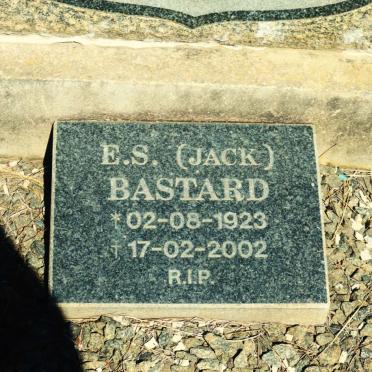 E.S. (JACK)
BASTARD
* 02-08-1923
† 17-02-2002
R.I.P.